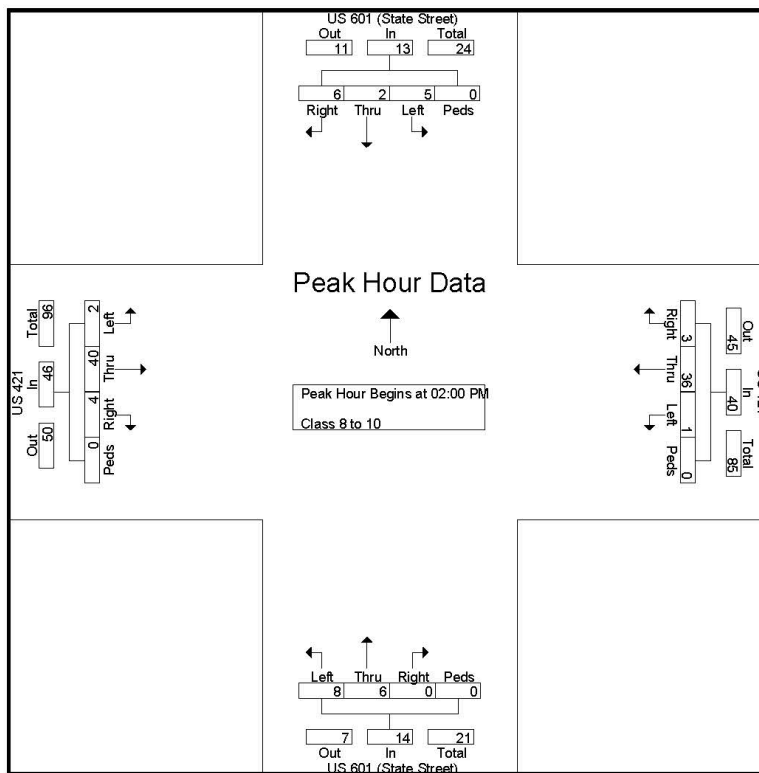 US 601 (State Street)
Out In Total
11 13 24
6 2 5 0
Right Thru Left Peds
Peak Hour Data
North
Peak Hour Begins at 02:00 PM
Class 8 to 10
US 421
Total In Out
96 46 50
2 40 4 0
Left Thru Right Peds
Right Thru Left Peds
3 36 1 0
45 40 85
Out In Total
Left Thru Right Peds
8 6 0 0
7 14 21
Out In Total
US 601 (State Street)